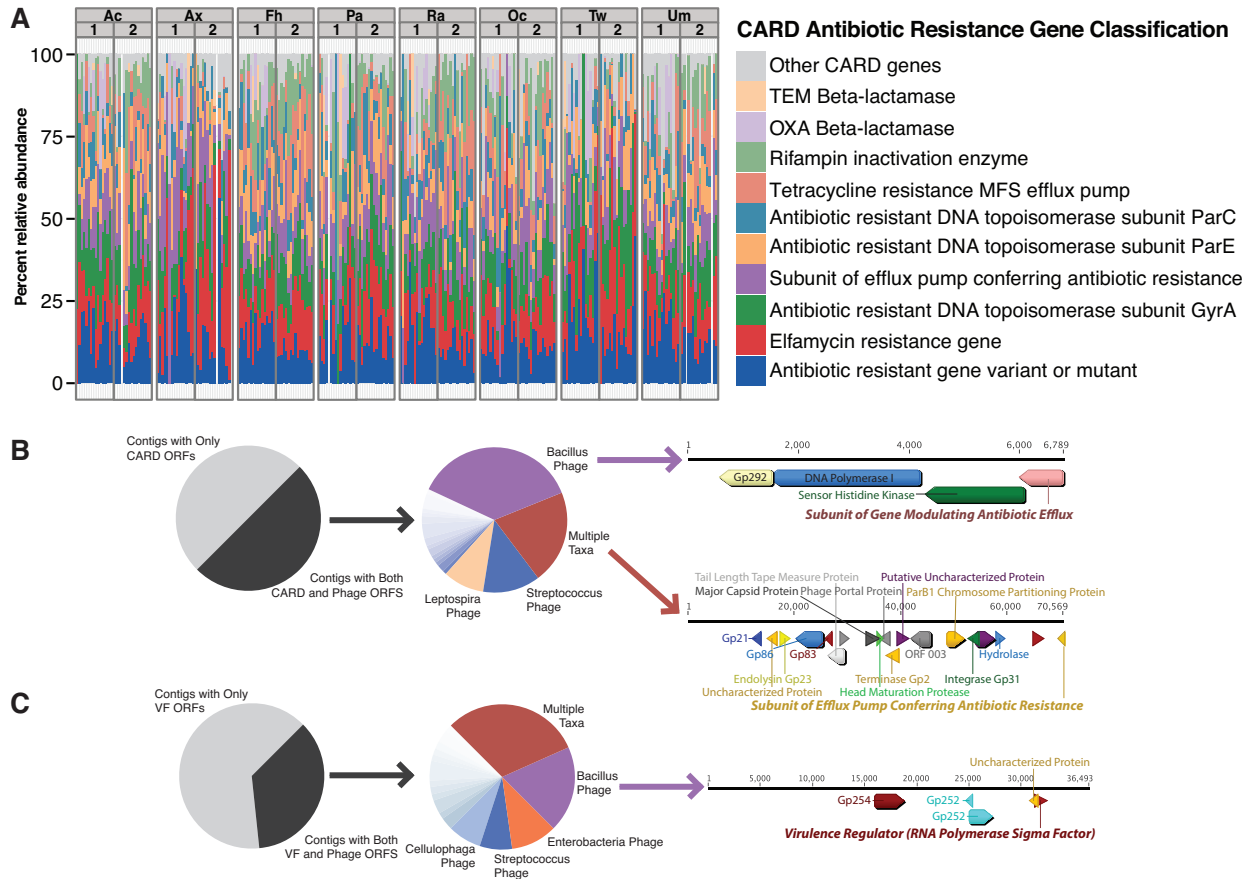 A
Ac Ax Fh Pa Ra Oc Tw Um
1 2 1 2 1 2 1 2 1 2 1 2 1 2 1 2
Percent relative abundance
100
75
50
25
0
CARD Antibiotic Resistance Gene Classification
Other CARD genes
TEM Beta-lactamase
OXA Beta-lactamase
Rifampin inactivation enzyme
Tetracycline resistance MFS efflux pump
Antibiotic resistant DNA topoisomerase subunit ParC
Antibiotic resistant DNA topoisomerase subunit ParE
Subunit of efflux pump conferring antibiotic resistance
Antibiotic resistant DNA topoisomerase subunit GyrA
Elfamycin resistance gene
Antibiotic resistant gene variant or mutant
B
Contigs with Only
CARD ORFs
Contigs with Both
CARD and Phage ORFS
Bacillus
Phage
Multiple
Taxa
Streptococcus
Phage
Leptospira
Phage
1 2,000 4,000 6,000 6,789
Gp292
DNA Polymerase I
Sensor Histidine Kinase
Subunit of Gene Modulating Antibiotic Efflux
Tail Length Tape Measure Protein
Putative Uncharacterized Protein
Major Capsid Protein
Phage Portal Protein
ParB1 Chromosome Partitioning Protein
1 20,000 40,000 60,000 70,569
Gp21
Gp86
Gp83
ORF 003
Hydrolase
Endolysin Gp23
Terminase Gp2
Integrase Gp31
Uncharacterized Protein
Head Maturation Protease
Subunit of Efflux Pump Conferring Antibiotic Resistance
C
Contigs with Only
VF ORFs
Contigs with Both
VF and Phage ORFS
Multiple
Taxa
Bacillus
Phage
Enterobacteria Phage
Streptococcus
Phage
Cellulophaga
Phage
Uncharacterized Protein
1 5,000 10,000 15,000 20,000 25,000 30,000 36,493
Gp254
Gp252
Gp252
Virulence Regulator (RNA Polymerase Sigma Factor)